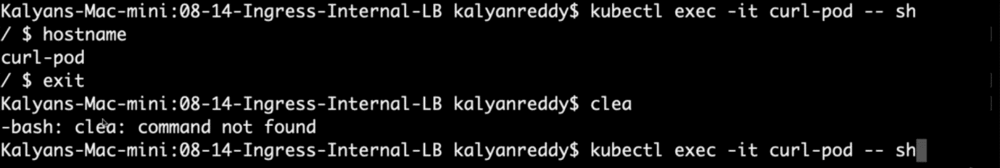 Kalyans-Mac-mini:08-14-Ingress-Internal-LB kalyanreddy$ kubectl exec -it curl-pod -- sh
/ $ hostname
curl-pod
/ $ exit
Kalyans-Mac-mini:08-14-Ingress-Internal-LB kalyanreddy$ clea
-bash: clea: command not found
Kalyans-Mac-mini:08-14-Ingress-Internal-LB kalyanreddy$ kubectl exec -it curl-pod -- sh